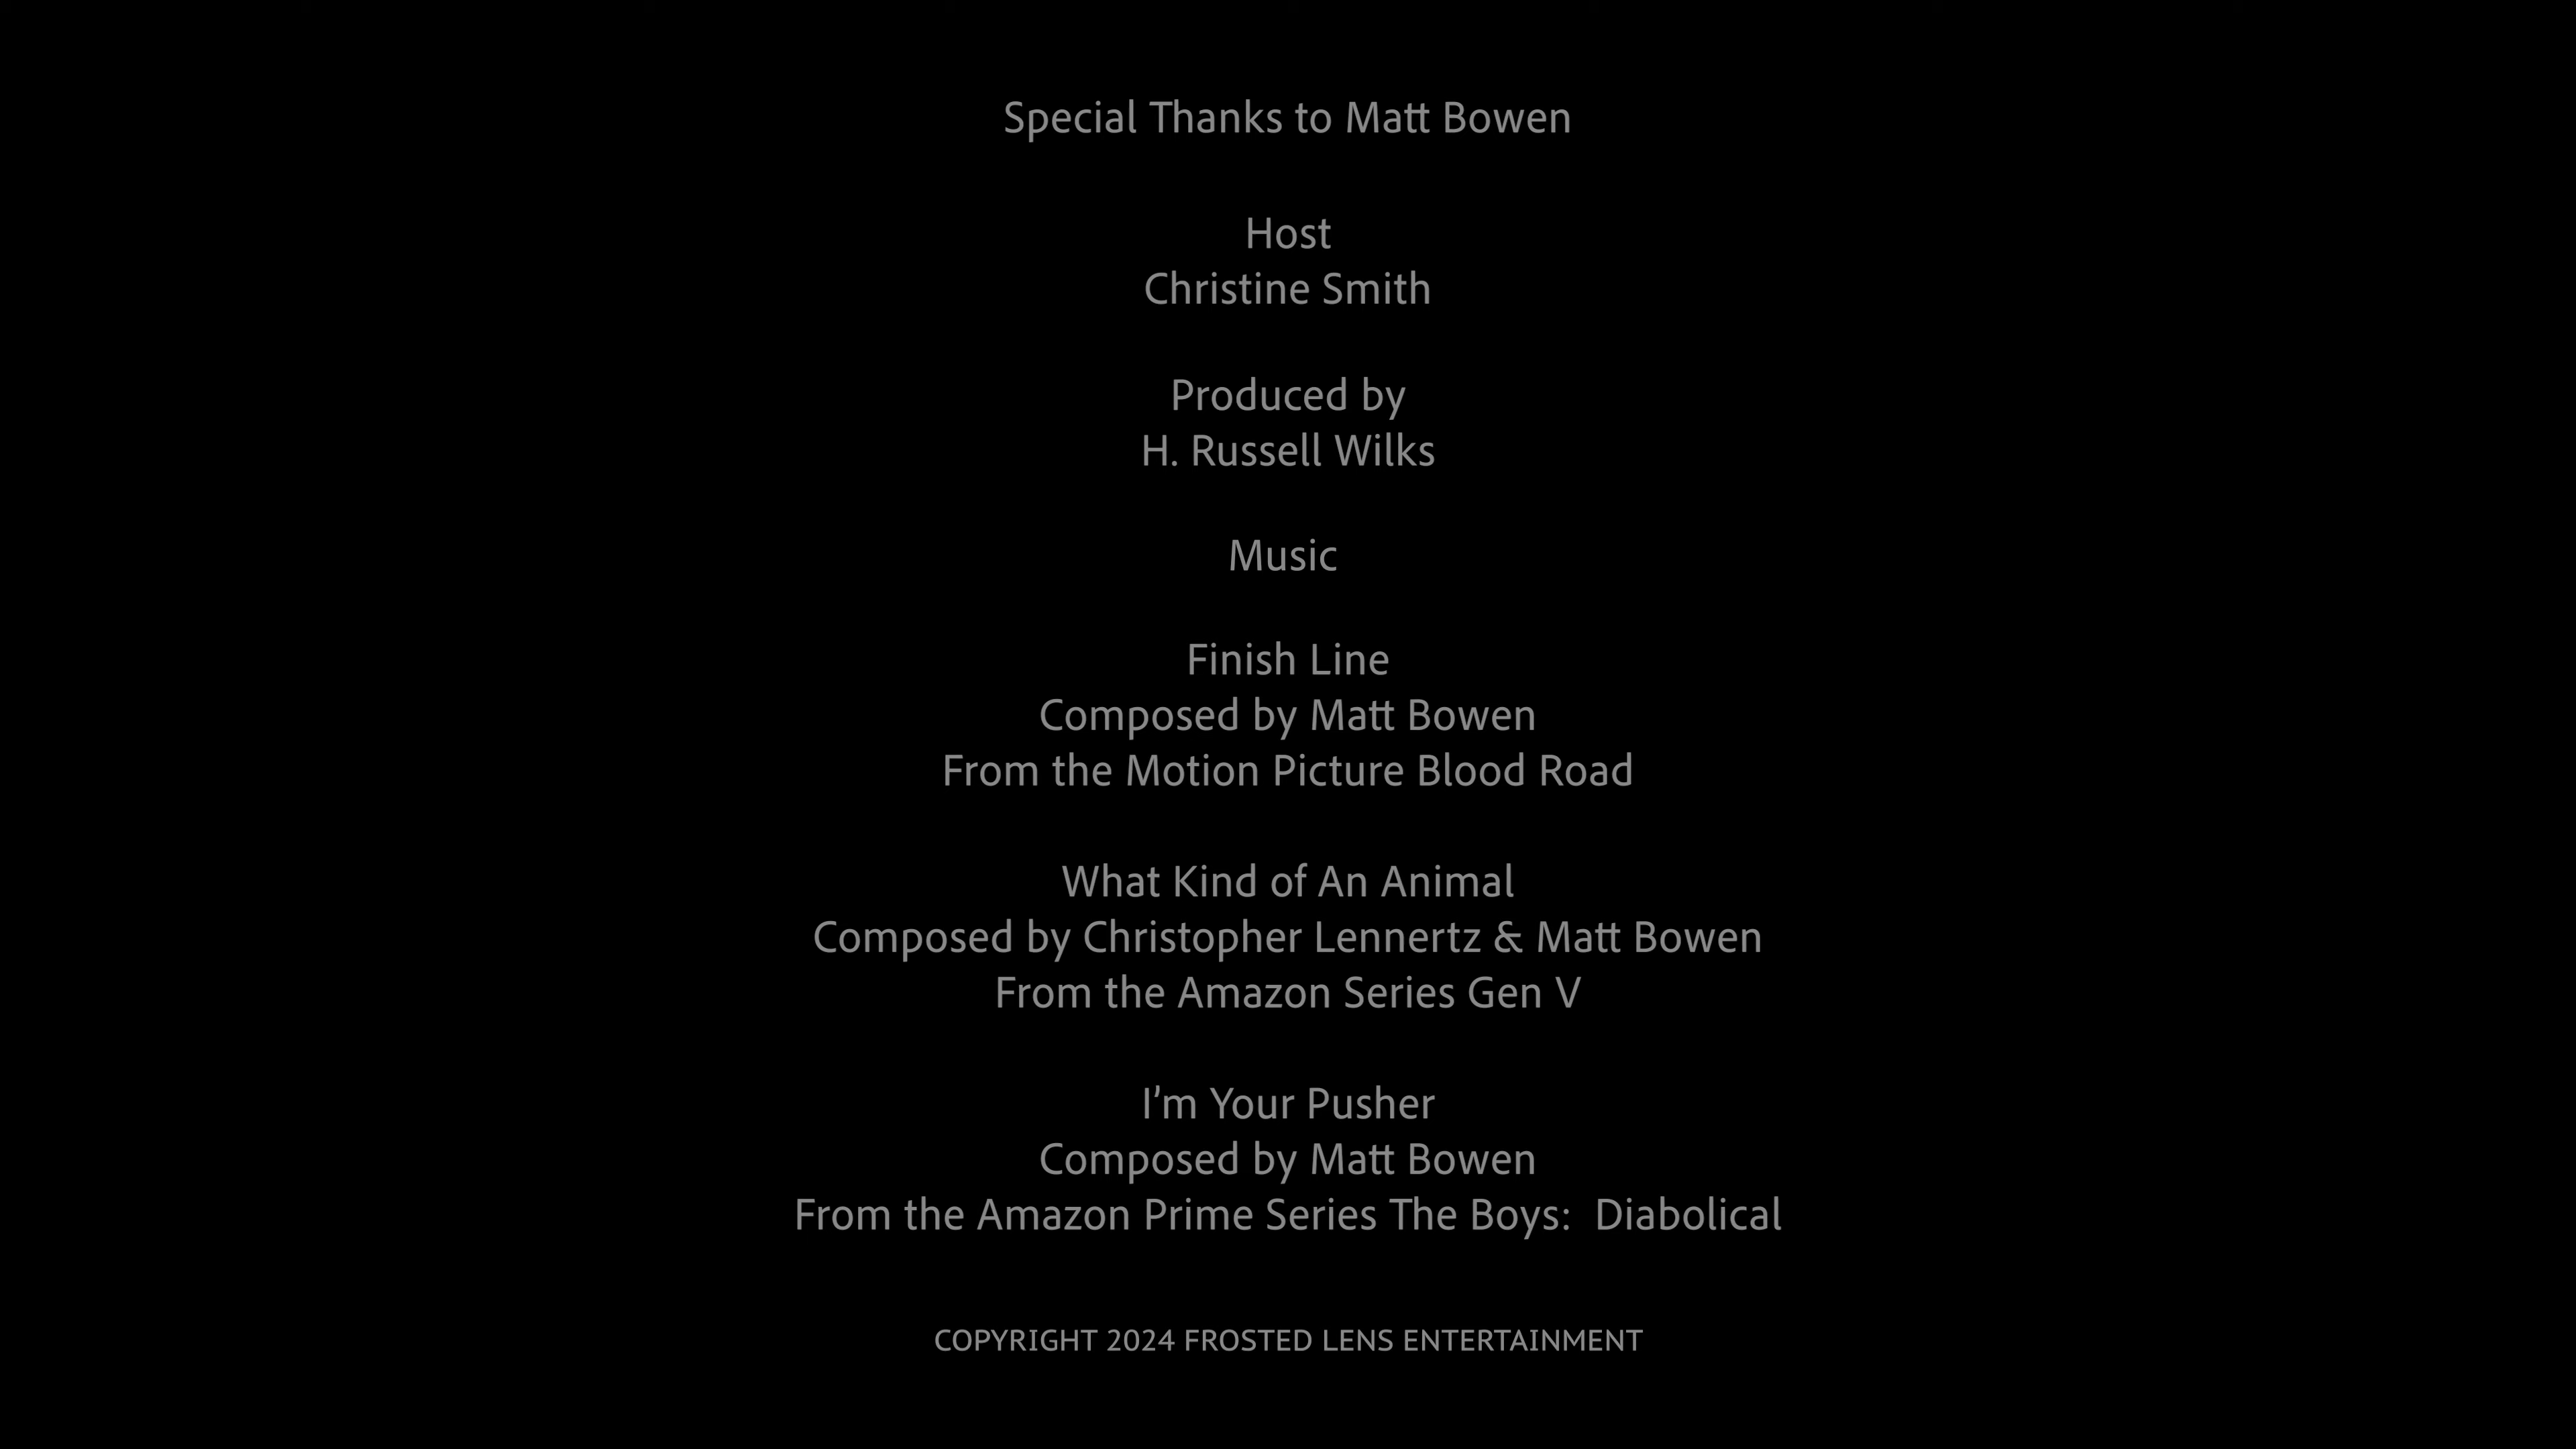 Special Thanks to Matt Bowen
Host
Christine Smith
Produced by
H. Russell Wilks
Music
Finish Line
Composed by Matt Bowen
From the Motion Picture Blood Road
What Kind of An Animal
Composed by Christopher Lennertz & Matt Bowen
From the Amazon Series Gen V
I’m Your Pusher
Composed by Matt Bowen
From the Amazon Prime Series The Boys:  Diabolical
COPYRIGHT 2024 FROSTED LENS ENTERTAINMENT